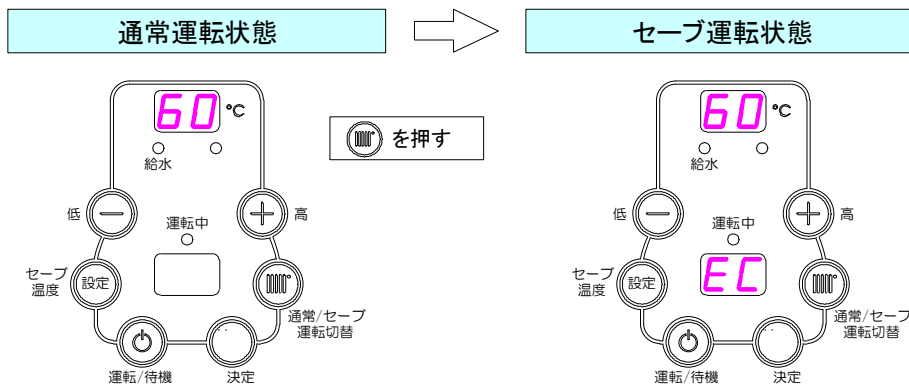 通常運転状態
セーブ運転状態
60 °C
給水
低
高
運転中
セーブ
温度
設定
通常/セーブ
運転切替
運転/待機
決定
を押す
60 °C
給水
低
高
運転中
セーブ
温度
設定
EC
通常/セーブ
運転切替
運転/待機
決定